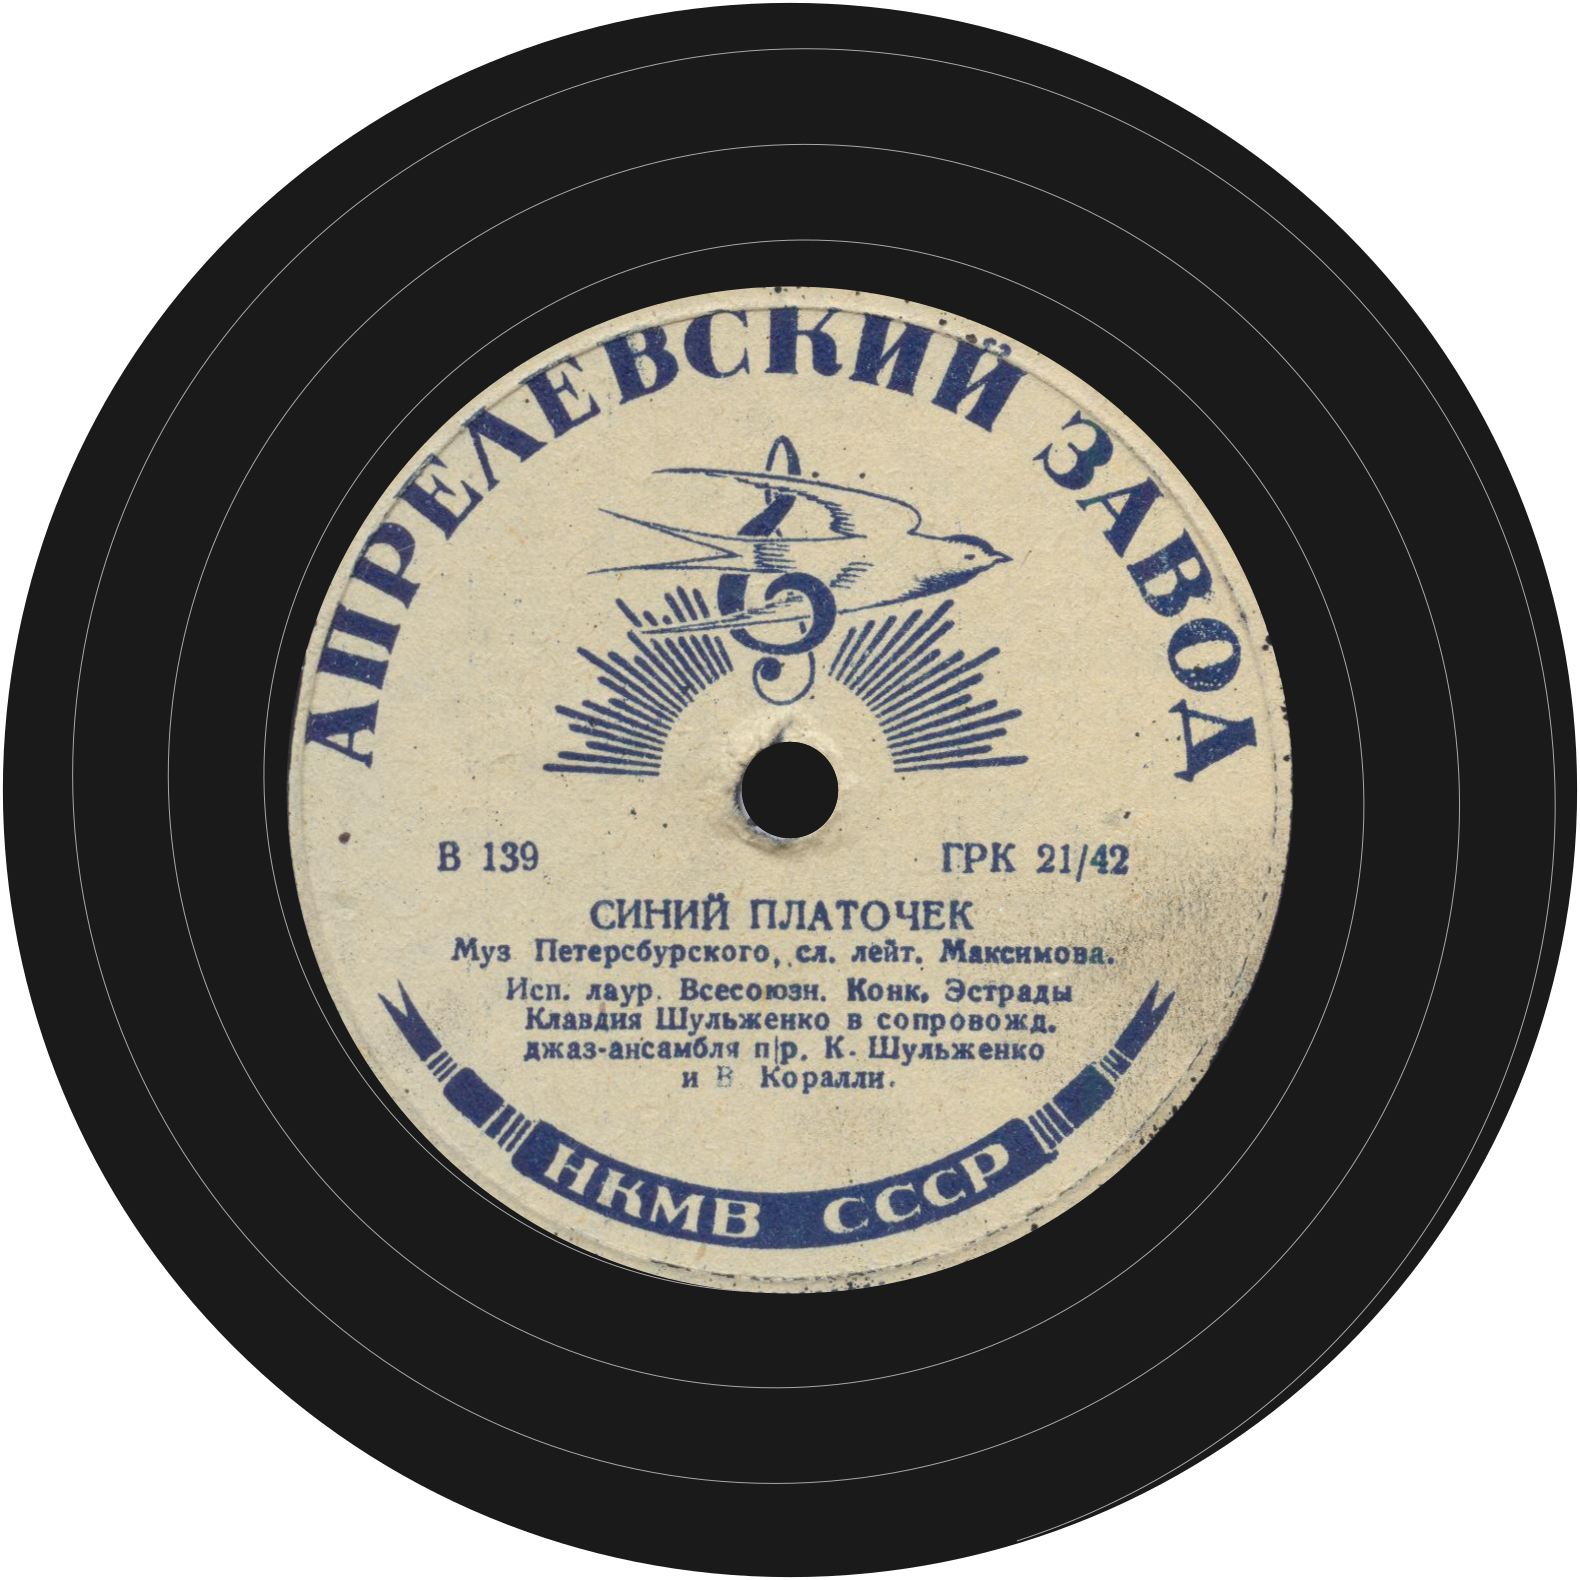 АПРЕЛЕВСКИЙ ЗАВОД
В 139 ГРК 21/42
СИНИЙ ПЛАТОЧЕК
Муз Петерсбурского, сл. лейт. Максимова.
Исп. лаур. Всесоюзн. Конк. Эстрады
Клавдия Шульженко в сопровожд.
джаз-ансамбля п/р. К. Шульженко
и В Коралли.
НКМВ СССР